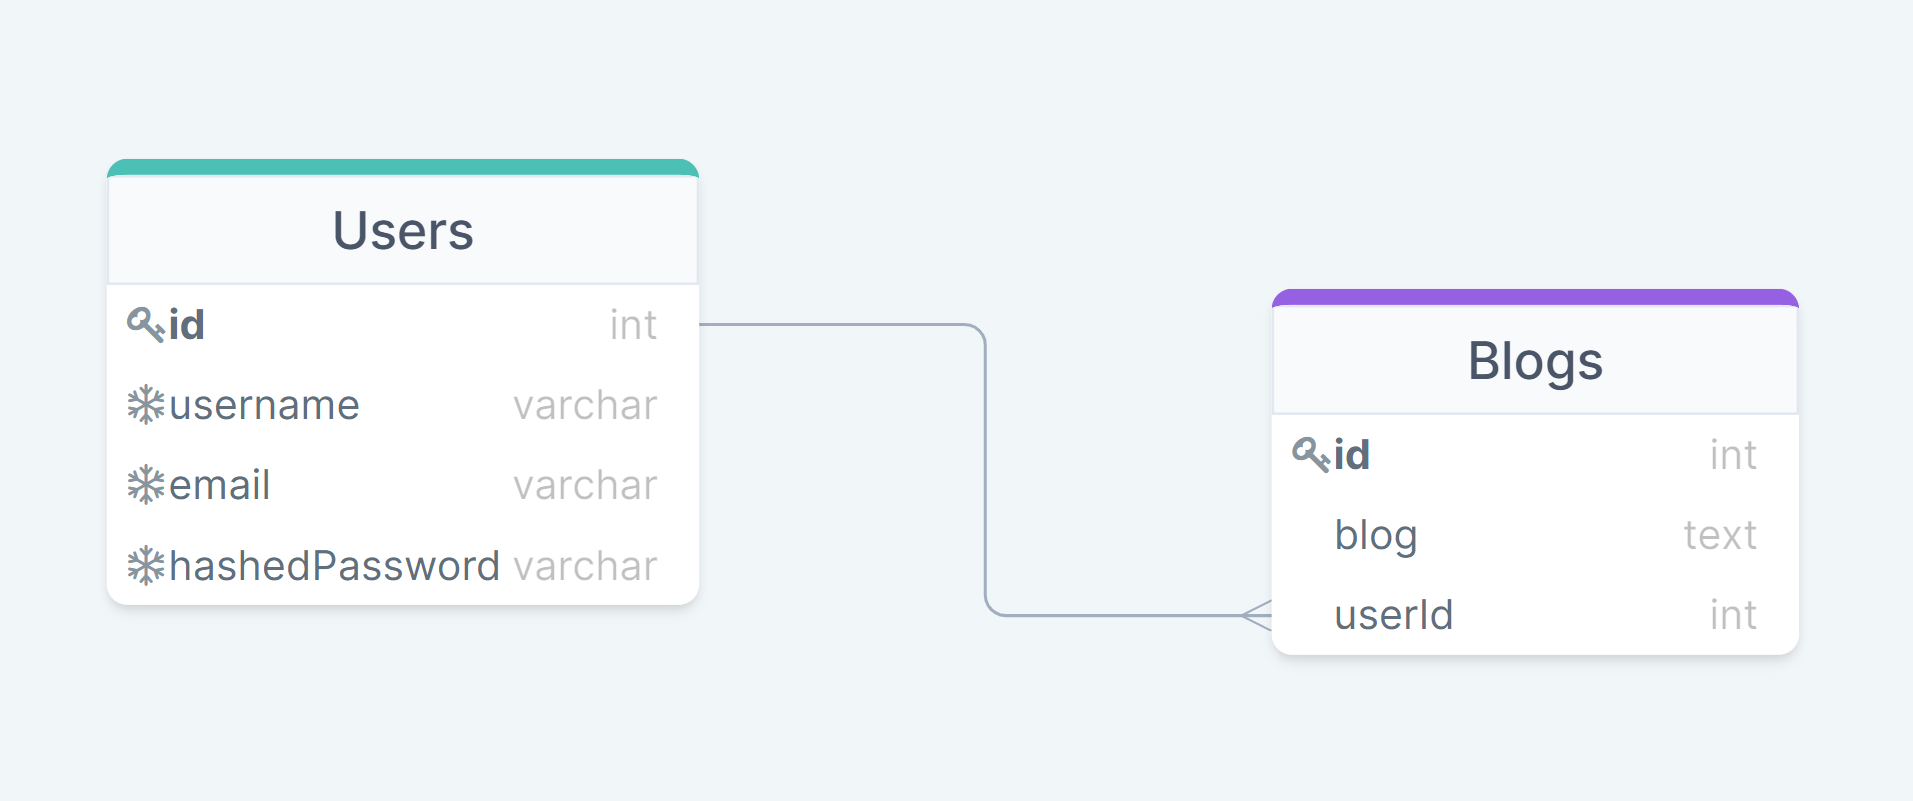 Users
id int
username varchar
email varchar
hashedPassword varchar
Blogs
id int
blog text
userId int